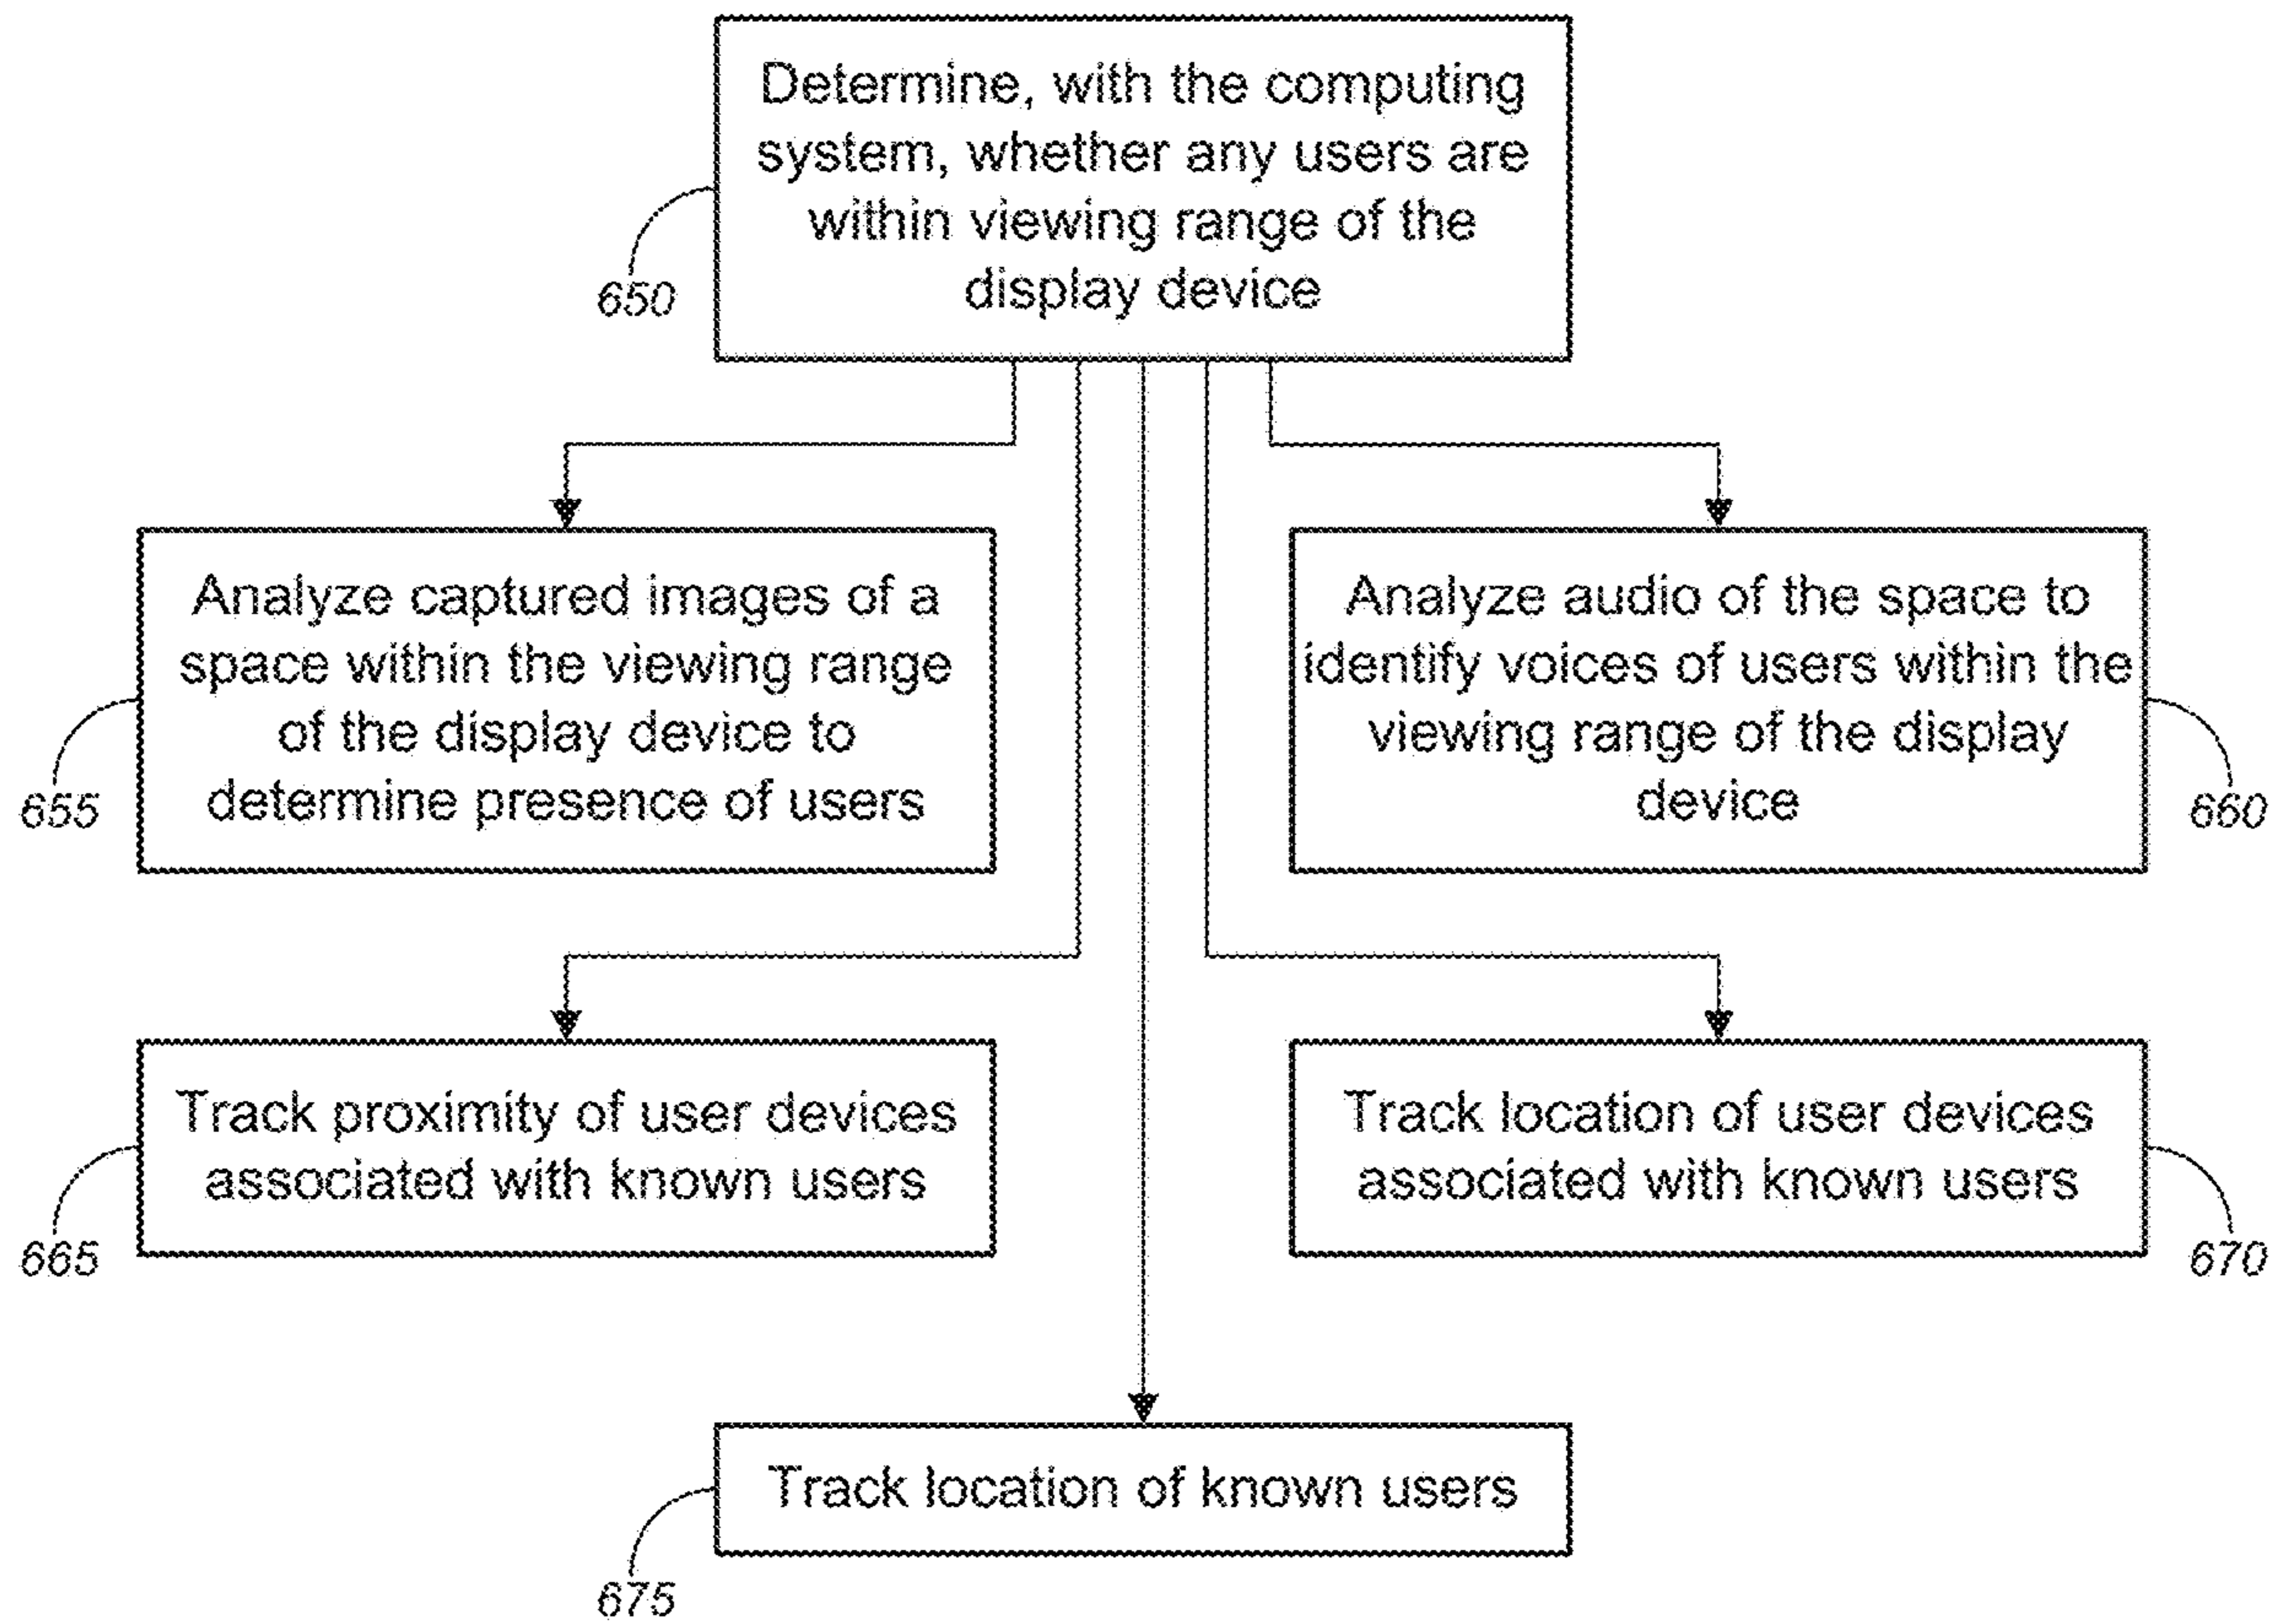 Determine, with the computing
system, whether any users are
within viewing range of the
display device
650
Analyze captured images of a
space within the viewing range
of the display device to
determine presence of users
655
Analyze audio of the space to
identify voices of users within the
viewing range of the display
device
660
Track proximity of user devices
associated with known users
665
Track location of user devices
associated with known users
670
Track location of known users
675